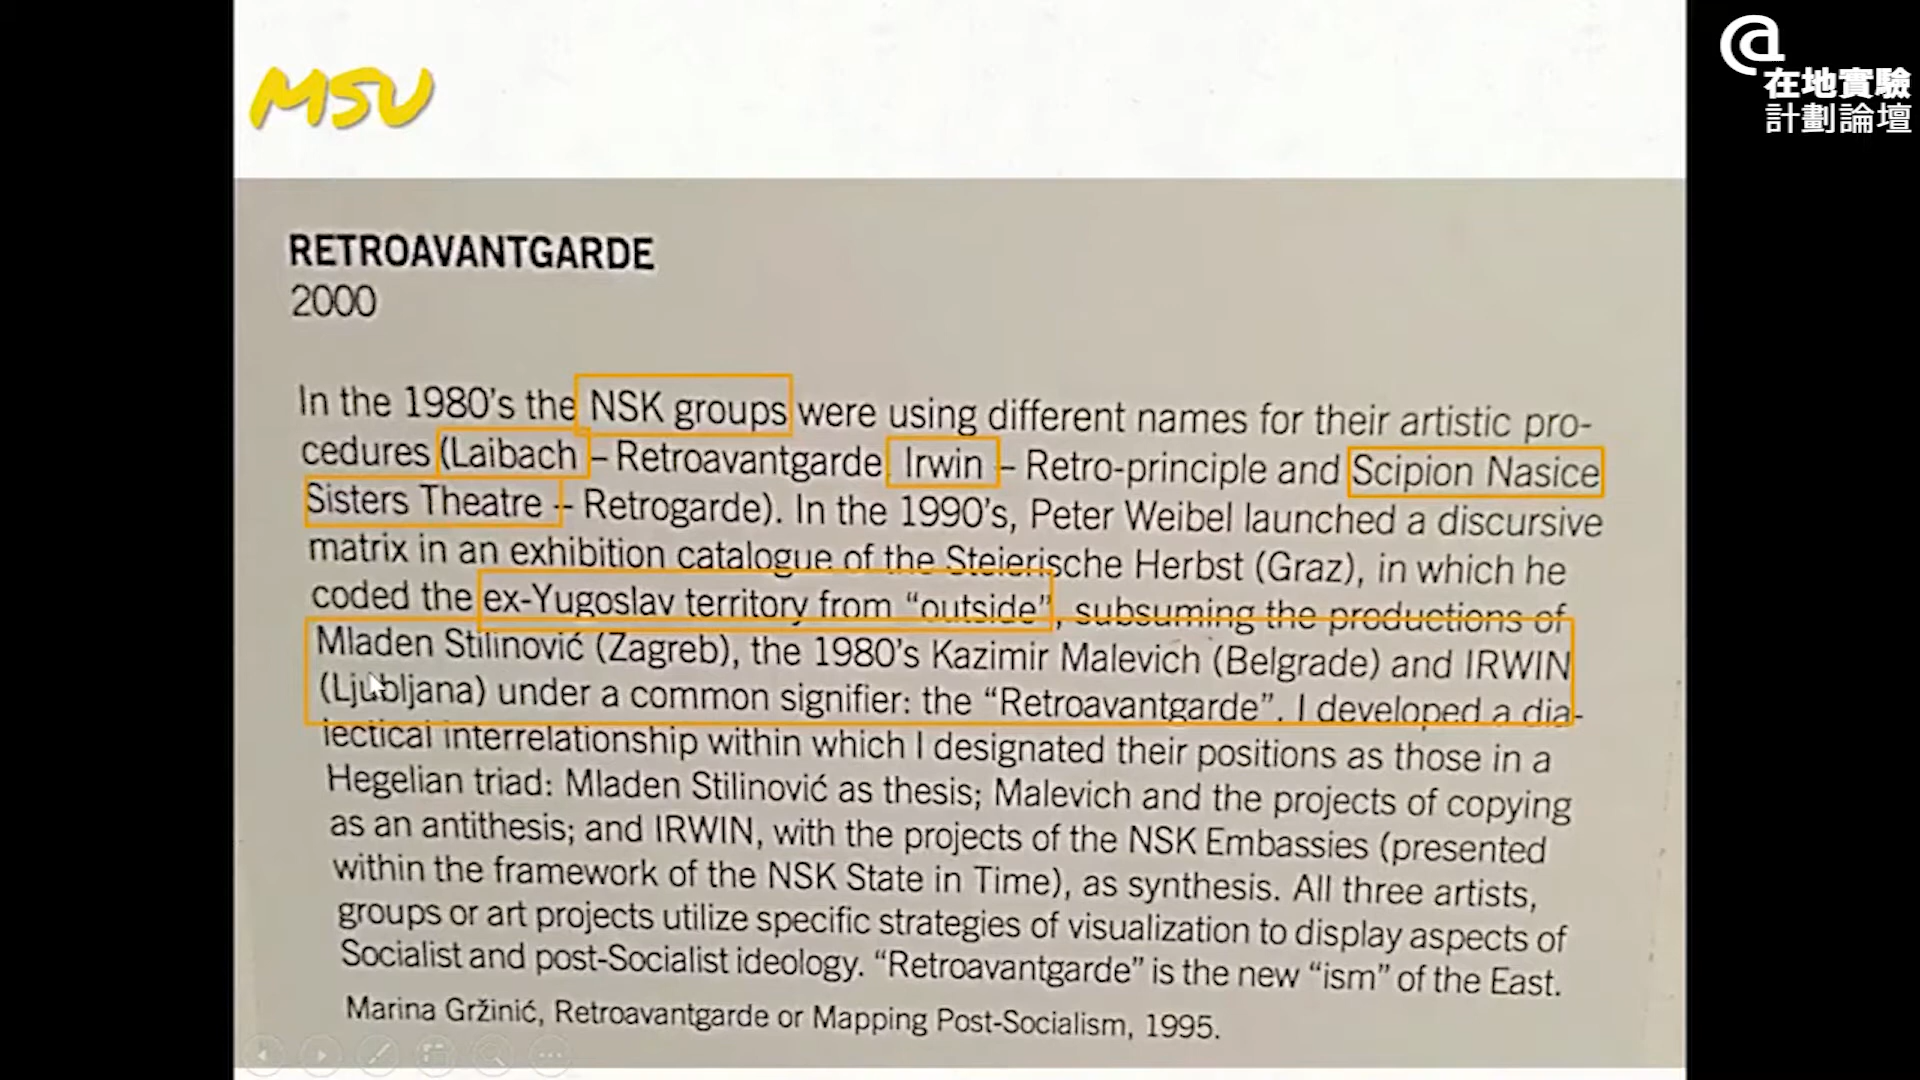 MSU
@
在地實驗
計劃論壇
RETROAVANTGARDE
2000
In the 1980's the NSK groups were using different names for their artistic pro-
cedures (Laibach – Retroavantgarde Irwin – Retro-principle and Scipion Nasice
Sisters Theatre – Retrogarde). In the 1990's, Peter Weibel launched a discursive
matrix in an exhibition catalogue of the Steierische Herbst (Graz), in which he
coded the ex-Yugoslav territory from “outside”, subsuming the productions of
Mladen Stilinović (Zagreb), the 1980's Kazimir Malevich (Belgrade) and IRWIN
(Ljubljana) under a common signifier: the “Retroavantgarde”. I developed a dia-
lectical interrelationship within which I designated their positions as those in a
Hegelian triad: Mladen Stilinović as thesis; Malevich and the projects of copying
as an antithesis; and IRWIN, with the projects of the NSK Embassies (presented
within the framework of the NSK State in Time), as synthesis. All three artists,
groups or art projects utilize specific strategies of visualization to display aspects of
Socialist and post-Socialist ideology. “Retroavantgarde” is the new “ism” of the East.
Marina Gržinić, Retroavantgarde or Mapping Post-Socialism, 1995.